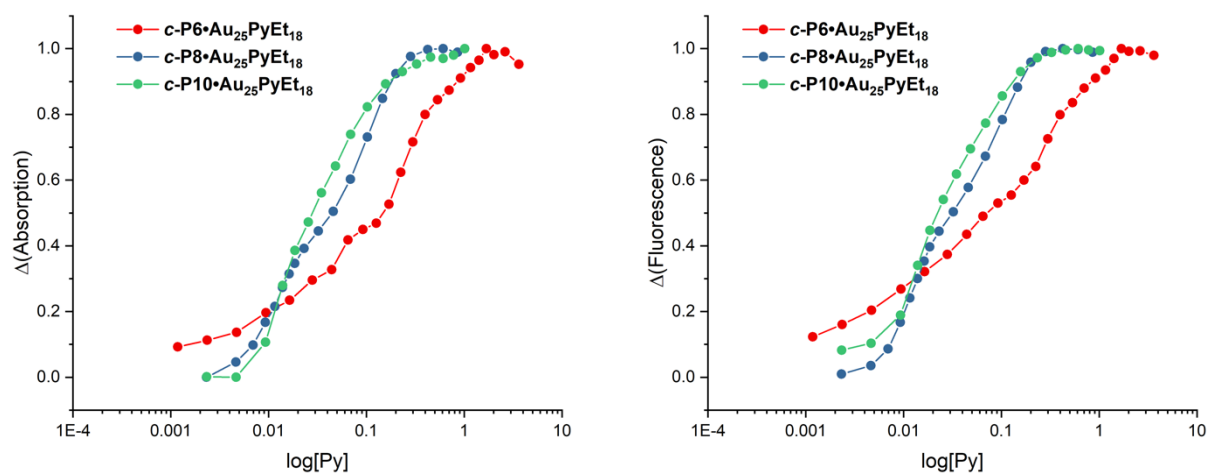 c-P6•Au₂₅PyEt₁₈
c-P8•Au₂₅PyEt₁₈
c-P10•Au₂₅PyEt₁₈
Δ(Absorption)
1.0
0.8
0.6
0.4
0.2
0.0
1E-4 0.001 0.01 0.1 1 10
log[Py]
c-P6•Au₂₅PyEt₁₈
c-P8•Au₂₅PyEt₁₈
c-P10•Au₂₅PyEt₁₈
Δ(Fluorescence)
1.0
0.8
0.6
0.4
0.2
0.0
1E-4 0.001 0.01 0.1 1 10
log[Py]